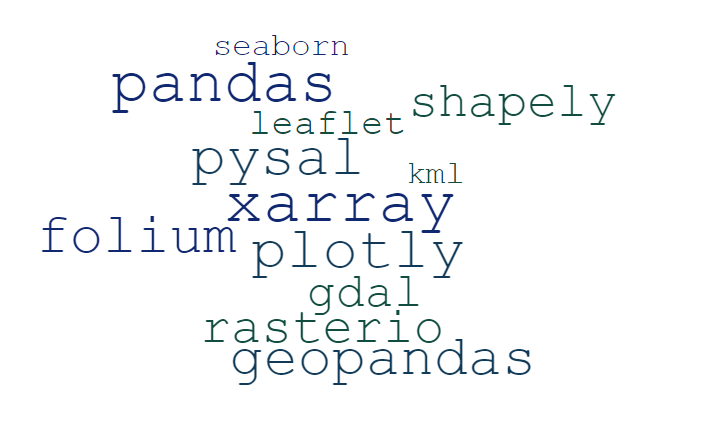 seaborn
pandas
shapely
leaflet
pysal
kml
xarray
folium
plotly
gdal
rasterio
geopandas